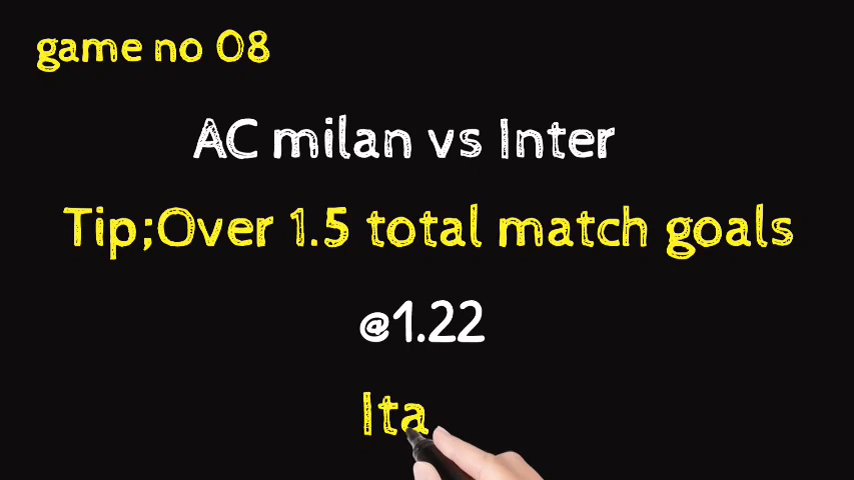 game no 08
AC milan vs Inter
Tip;Over 1.5 total match goals
@1.22
Ita